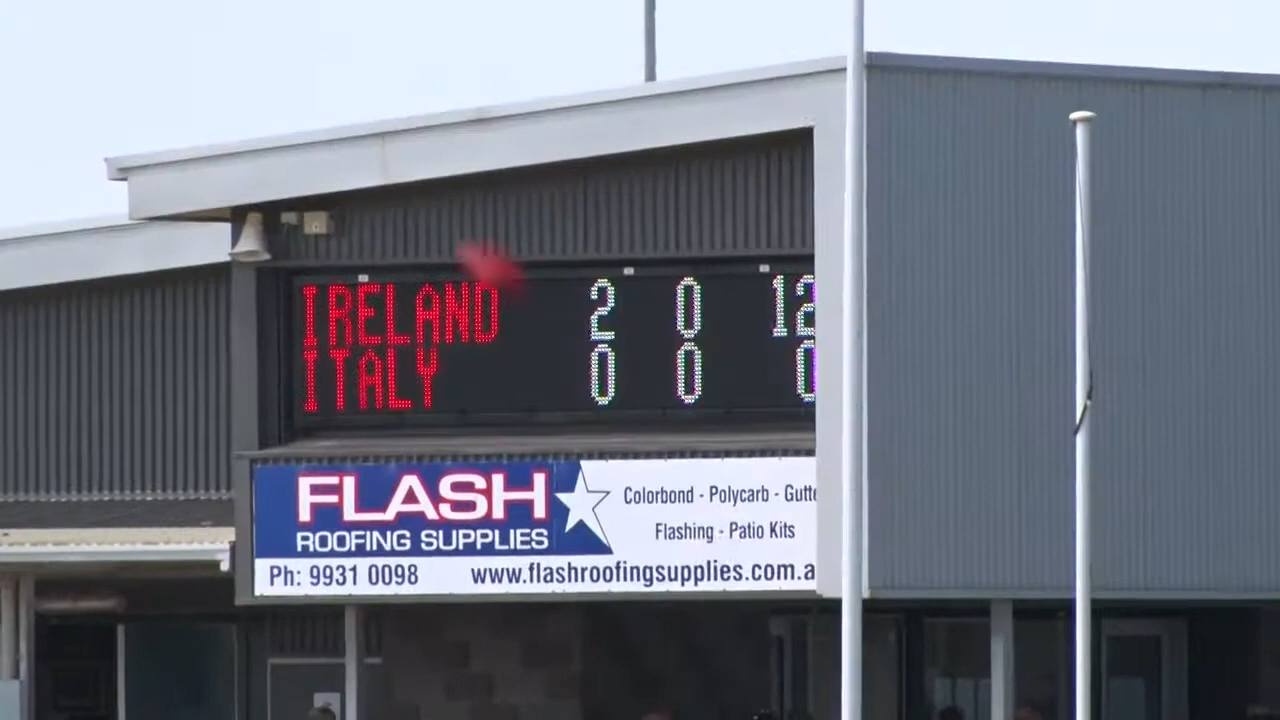 IRELAND 2 0 12
ITALY 0 0 0
FLASH
ROOFING SUPPLIES
Colorbond - Polycarb - Gutte
Flashing - Patio Kits
Ph: 9931 0098 www.flashroofingsupplies.com.a